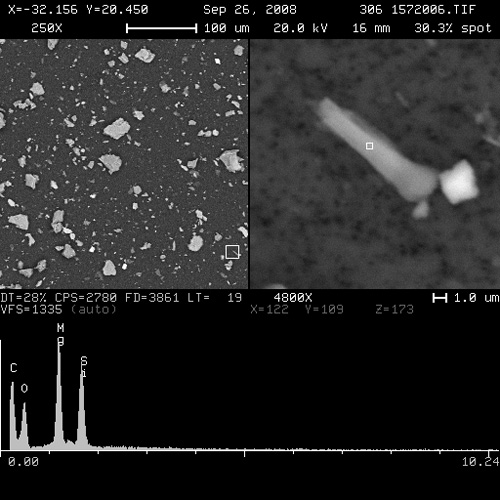 X=-32.156 Y=20.450 Sep 26, 2008 306 1572006.TIF
250X 100 um 20.0 kV 16 mm 30.3% spot
DT=28% CPS=2780 FD=3861 LT= 19 4800X 1.0 um
VFS=1335 (auto) X=122 Y=109 Z=173
Mg
Si
C
O
0.00 10.24